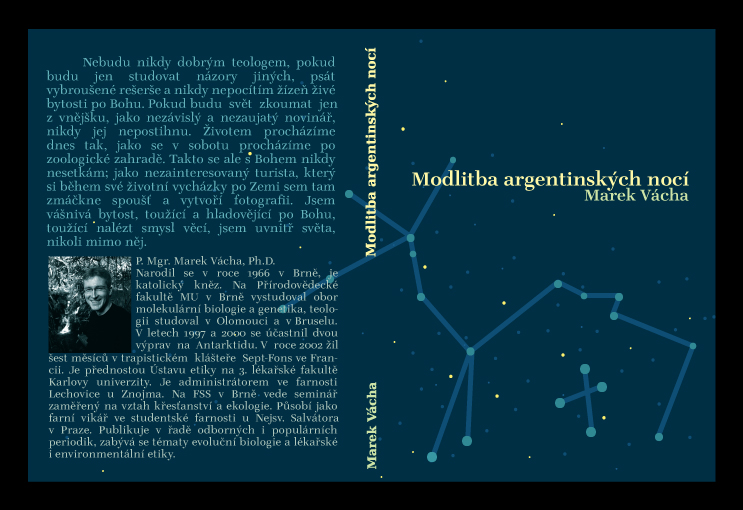 Nebudu nikdy dobrým teologem, pokud
budu jen studovat názory jiných, psát
vybroušené rešerše a nikdy nepocítím žízeň živé
bytosti po Bohu. Pokud budu svět zkoumat jen
z vnějšku, jako nezávislý a nezaujatý novinář,
nikdy jej nepostihnu. Životem procházíme
dnes tak, jako se v sobotu procházíme po
zoologické zahradě. Takto se ale s Bohem nikdy
nesetkám; jako nezainteresovaný turista, který
si během své životní vycházky po Zemi sem tam
zmáčkne spoušť a vytvoří fotografii. Jsem
vášnivá bytost, toužící a hladovějící po Bohu,
toužící nalézt smysl věcí, jsem uvnitř světa,
nikoli mimo něj.
P. Mgr. Marek Vácha, Ph.D.
Narodil se v roce 1966 v Brně, je
katolický kněz. Na Přírodovědecké
fakultě MU v Brně vystudoval obor
molekulární biologie a genetika, teolo-
gii studoval v Olomouci a v Bruselu.
V letech 1997 a 2000 se účastnil dvou
výprav na Antarktidu. V roce 2002 žil
šest měsíců v trapistickém klášteře Sept-Fons ve Fran-
cii. Je přednostou Ústavu etiky na 3. lékařské fakultě
Karlovy univerzity. Je administrátorem ve farnosti
Lechovice u Znojma. Na FSS v Brně vede seminář
zaměřený na vztah křesťanství a ekologie. Působí jako
farní vikář ve studentské farnosti u Nejsv. Salvátora
v Praze. Publikuje v řadě odborných i populárních
periodik, zabývá se tématy evoluční biologie a lékařské
i environmentální etiky.
Modlitba argentinských nocí
Marek Vácha
Modlitba argentinských nocí
Marek Vácha